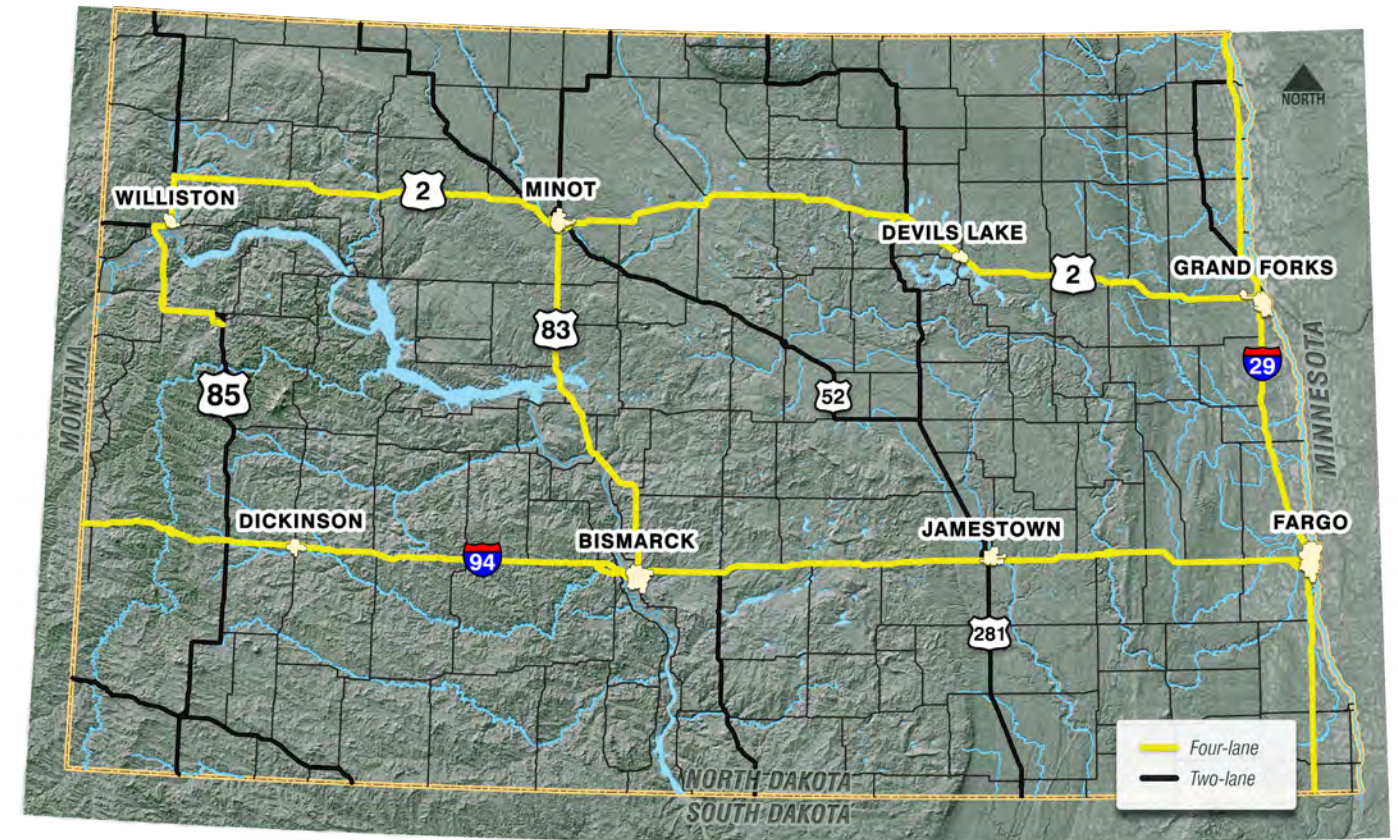 NORTH
WILLISTON
2
MINOT
DEVILS LAKE
2
GRAND FORKS
83
29
85
52
MONTANA
MINNESOTA
DICKINSON
94
BISMARCK
JAMESTOWN
FARGO
281
NORTH DAKOTA
SOUTH DAKOTA
Four-lane
Two-lane